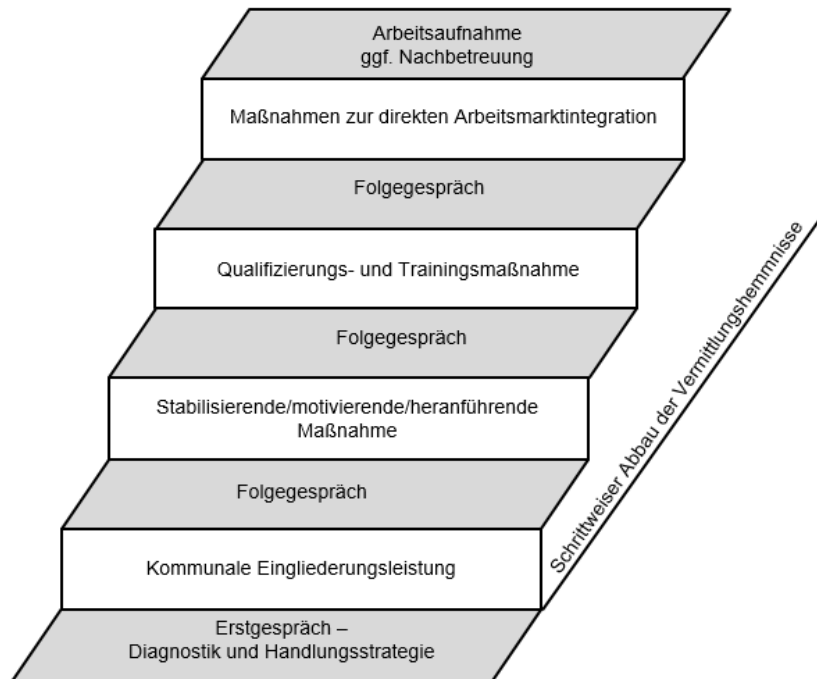 Arbeitsaufnahme
ggf. Nachbetreuung
Maßnahmen zur direkten Arbeitsmarktintegration
Folgegespräch
Qualifizierungs- und Trainingsmaßnahme
Folgegespräch
Stabilisierende/motivierende/heranführende
Maßnahme
Folgegespräch
Kommunale Eingliederungsleistung
Erstgespräch –
Diagnostik und Handlungsstrategie
Schrittweiser Abbau der Vermittlungshemmnisse